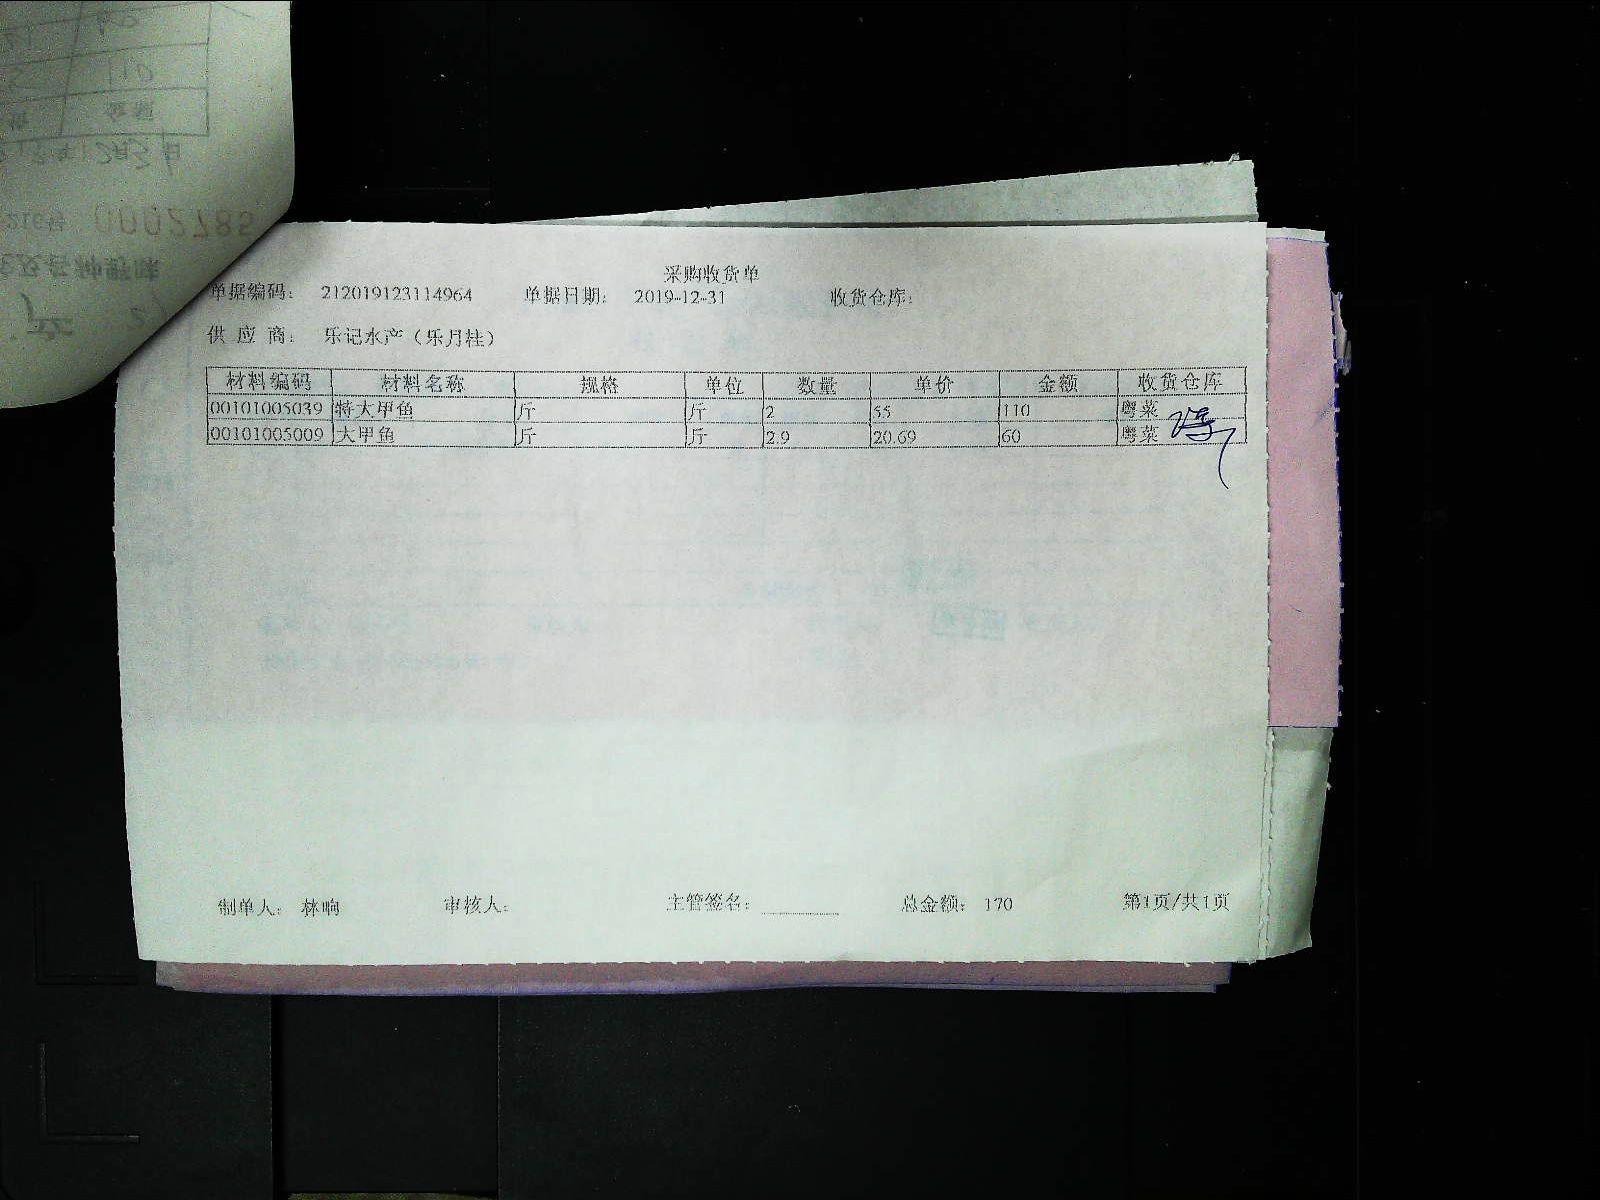 采购收货单
单据编码： 212019123114964 单据日期： 2019-12-31 收货仓库：
供 应 商： 乐记水产（乐月桂）
材料编码 材料名称 规格 单位 数量 单价 金额 收货仓库
00101005039 特大甲鱼 斤 斤 2 55 110 粤菜
00101005009 大甲鱼 斤 斤 2.9 20.69 60 粤菜
制单人： 林响 审核人： 主管签名： 总金额： 170 第1页/共1页
0002785